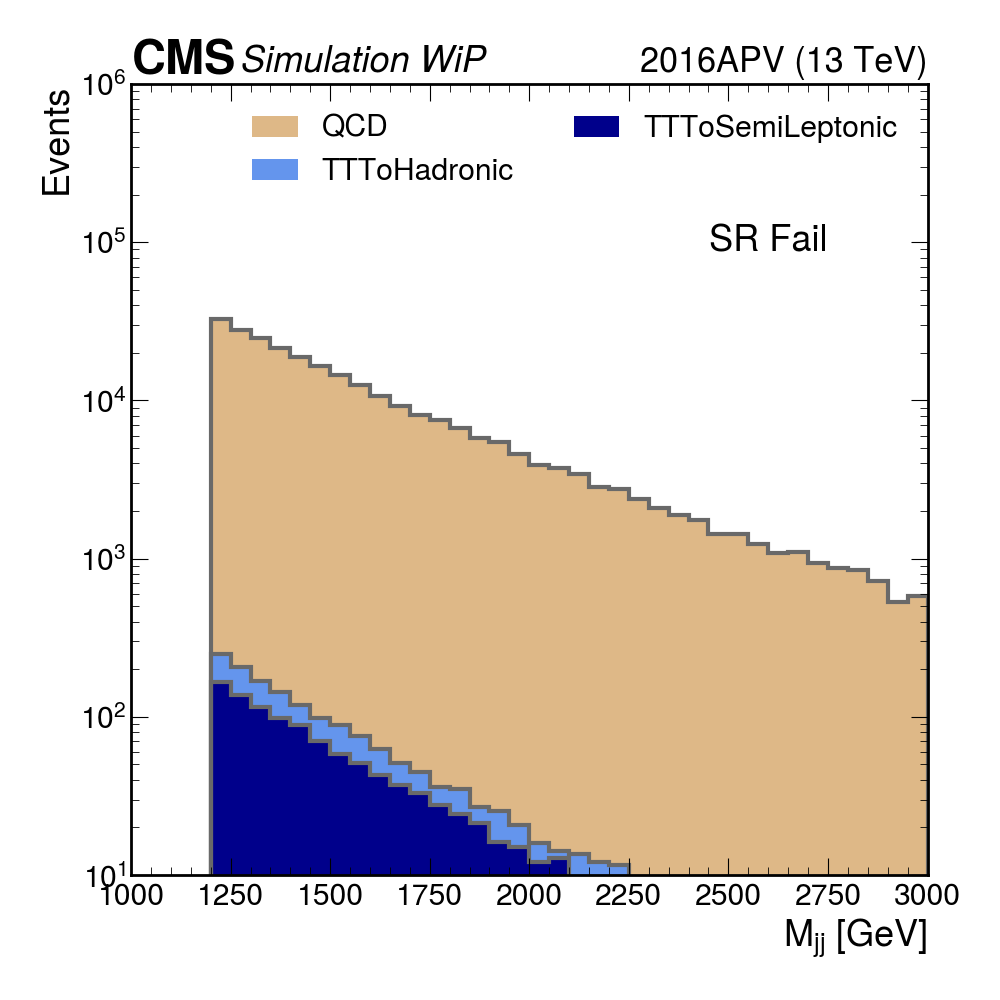 CMS Simulation WiP 2016APV (13 TeV)
Events
10^6
10^5
10^4
10^3
10^2
10^1
QCD
TTToHadronic
TTToSemiLeptonic
SR Fail
1000 1250 1500 1750 2000 2250 2500 2750 3000
M_jj [GeV]